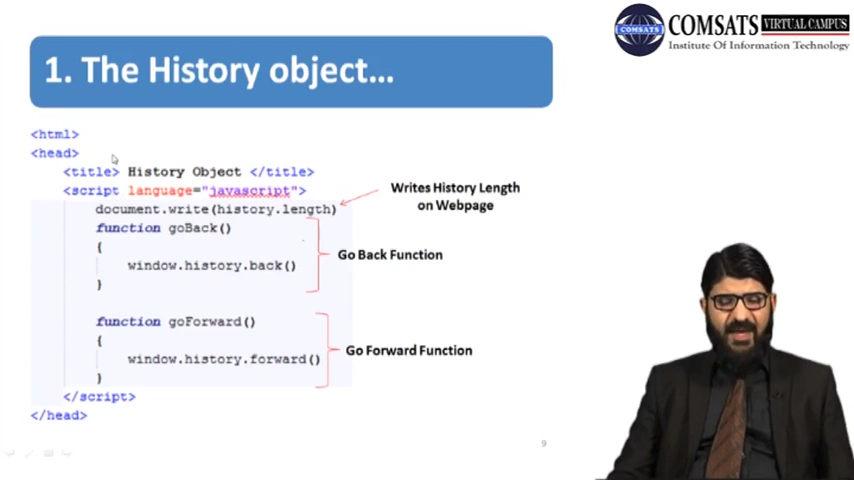 COMSATS VIRTUAL CAMPUS
COMSATS
Institute Of Information Technology
1. The History object...
<html>
<head>
<title> History Object </title>
<script language="javascript">
document.write(history.length)
Writes History Length
on Webpage
function goBack()
{
window.history.back()
}
Go Back Function
function goForward()
{
window.history.forward()
}
Go Forward Function
</script>
</head>
9